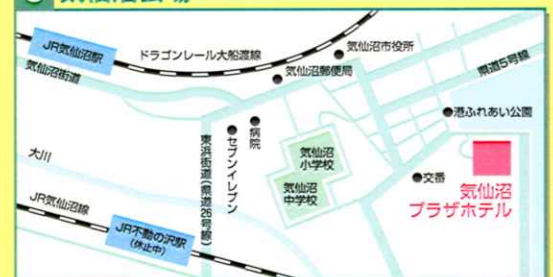 JR気仙沼駅
ドラゴンレール大船渡線
気仙沼市役所
気仙沼街道
気仙沼郵便局
県道5号線
港ふれあい公園
病院
セブンイレブン
東浜街道(県道26号線)
気仙沼
小学校
気仙沼
中学校
大川
交番
気仙沼
プラザホテル
JR気仙沼線
JR不動の沢駅
(休止中)